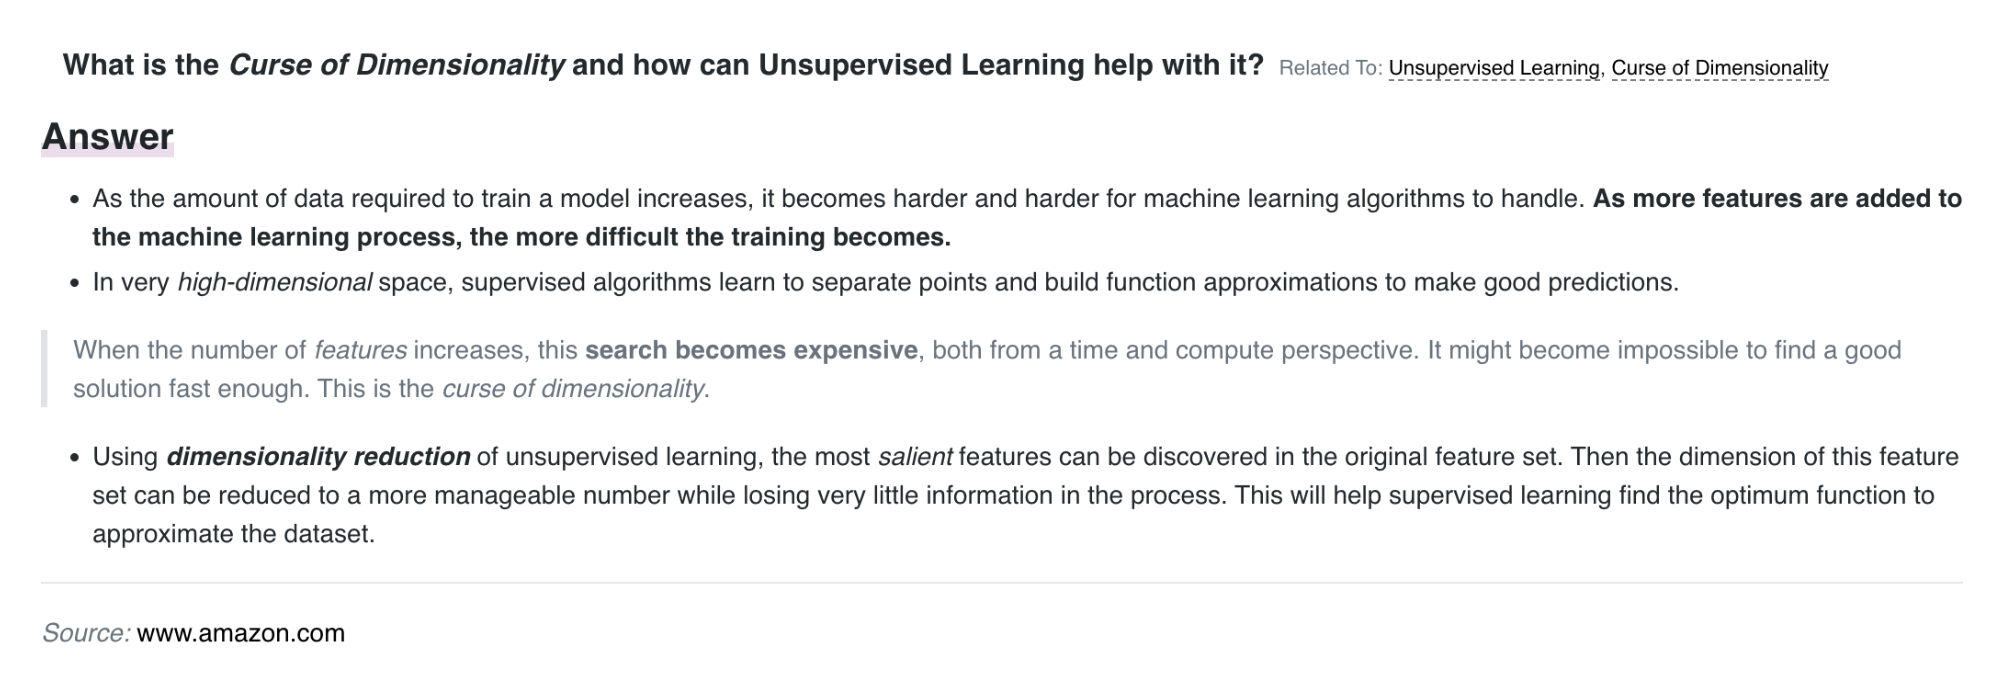 What is the Curse of Dimensionality and how can Unsupervised Learning help with it? Related To: Unsupervised Learning, Curse of Dimensionality
Answer
• As the amount of data required to train a model increases, it becomes harder and harder for machine learning algorithms to handle. As more features are added to
the machine learning process, the more difficult the training becomes.
• In very high-dimensional space, supervised algorithms learn to separate points and build function approximations to make good predictions.
When the number of features increases, this search becomes expensive, both from a time and compute perspective. It might become impossible to find a good
solution fast enough. This is the curse of dimensionality.
• Using dimensionality reduction of unsupervised learning, the most salient features can be discovered in the original feature set. Then the dimension of this feature
set can be reduced to a more manageable number while losing very little information in the process. This will help supervised learning find the optimum function to
approximate the dataset.
Source: www.amazon.com